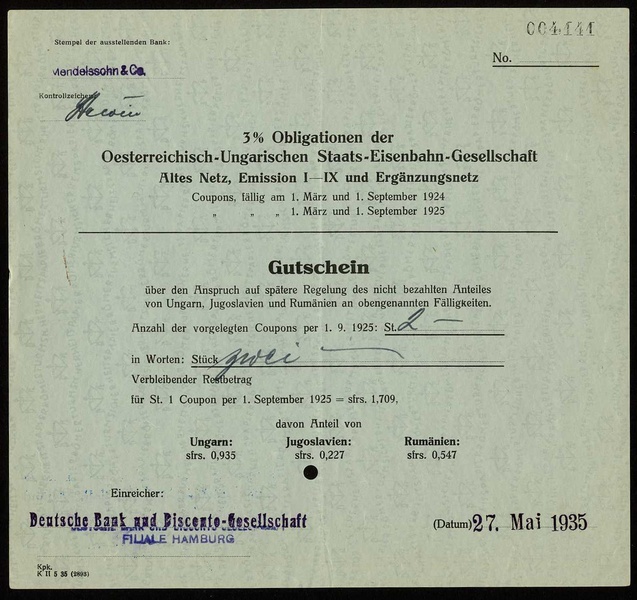 004141
Stempel der ausstellenden Bank:
No.
Mendelssohn & Co.
Kontrollzeichen
3% Obligationen der
Oesterreichisch-Ungarischen Staats-Eisenbahn-Gesellschaft
Altes Netz, Emission I—IX und Ergänzungsnetz
Coupons, fällig am 1. März und 1. September 1924
„ „ „ 1. März und 1. September 1925
Gutschein
über den Anspruch auf spätere Regelung des nicht bezahlten Anteiles
von Ungarn, Jugoslavien und Rumänien an obengenannten Fälligkeiten.
Anzahl der vorgelegten Coupons per 1. 9. 1925: St. 2 —
in Worten: Stück zwei —
Verbleibender Restbetrag
für St. 1 Coupon per 1. September 1925 = sfrs. 1,709,
davon Anteil von
Ungarn: Jugoslavien: Rumänien:
sfrs. 0,935 sfrs. 0,227 sfrs. 0,547
Einreicher:
Deutsche Bank und Disconto-Gesellschaft
FILIALE HAMBURG
(Datum) 27. Mai 1935
Kpk.
K II 5 35 (2893)